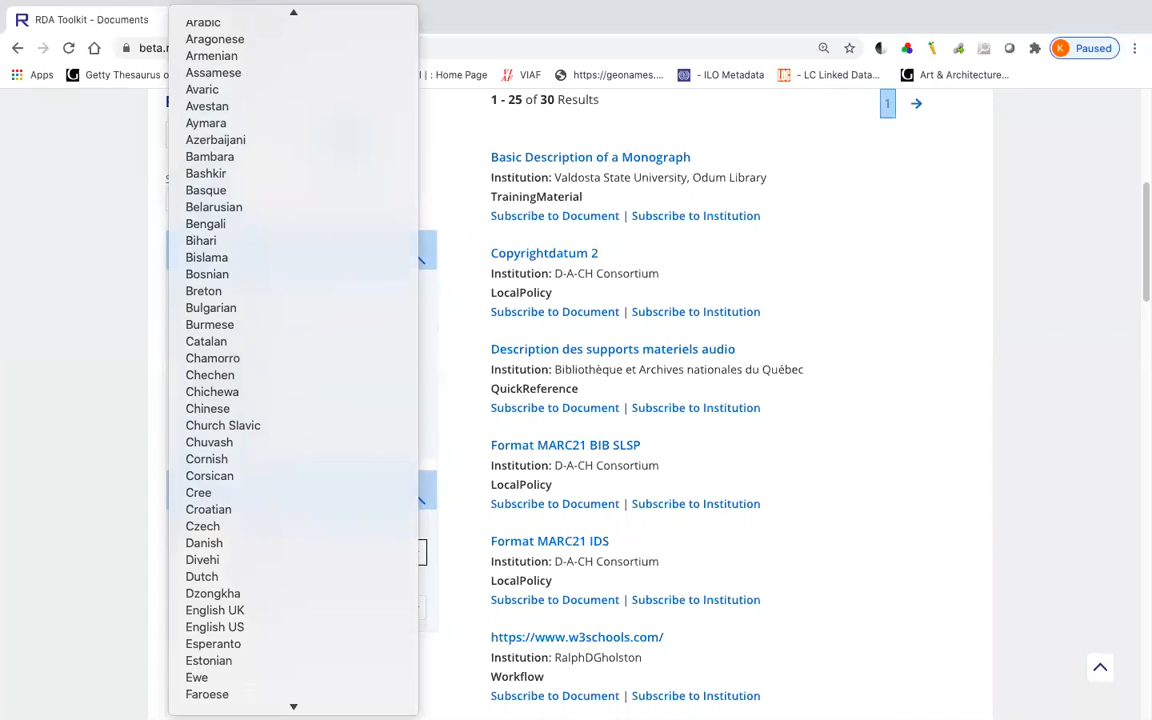 RDA Toolkit - Documents
beta.r
Paused
Apps
Getty Thesaurus o
: Home Page
VIAF
https://geonames....
- ILO Metadata
- LC Linked Data...
Art & Architecture...
Arabic
Aragonese
Armenian
Assamese
Avaric
Avestan
Aymara
Azerbaijani
Bambara
Bashkir
Basque
Belarusian
Bengali
Bihari
Bislama
Bosnian
Breton
Bulgarian
Burmese
Catalan
Chamorro
Chechen
Chichewa
Chinese
Church Slavic
Chuvash
Cornish
Corsican
Cree
Croatian
Czech
Danish
Divehi
Dutch
Dzongkha
English UK
English US
Esperanto
Estonian
Ewe
Faroese
1 - 25 of 30 Results
1
Basic Description of a Monograph
Institution: Valdosta State University, Odum Library
TrainingMaterial
Subscribe to Document | Subscribe to Institution
Copyrightdatum 2
Institution: D-A-CH Consortium
LocalPolicy
Subscribe to Document | Subscribe to Institution
Description des supports materiels audio
Institution: Bibliothèque et Archives nationales du Québec
QuickReference
Subscribe to Document | Subscribe to Institution
Format MARC21 BIB SLSP
Institution: D-A-CH Consortium
LocalPolicy
Subscribe to Document | Subscribe to Institution
Format MARC21 IDS
Institution: D-A-CH Consortium
LocalPolicy
Subscribe to Document | Subscribe to Institution
https://www.w3schools.com/
Institution: RalphDGholston
Workflow
Subscribe to Document | Subscribe to Institution